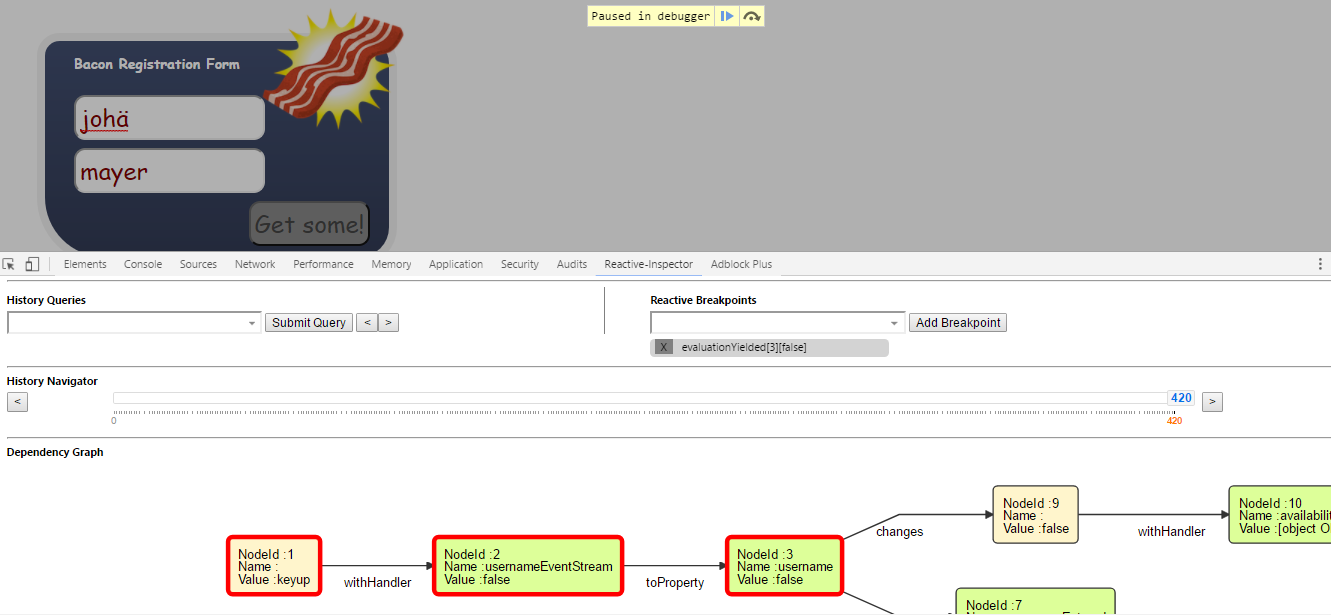 Paused in debugger
Bacon Registration Form
johä
mayer
Get some!
Elements Console Sources Network Performance Memory Application Security Audits Reactive-Inspector Adblock Plus
History Queries
Submit Query < >
Reactive Breakpoints
Add Breakpoint
X evaluationYielded[3][false]
History Navigator
< 420 >
0 420
Dependency Graph
NodeId :1
Name :
Value :keyup
withHandler
NodeId :2
Name :usernameEventStream
Value :false
toProperty
NodeId :3
Name :username
Value :false
changes
NodeId :9
Name :
Value :false
withHandler
NodeId :10
Name :availabilit
Value :[object O
NodeId :7